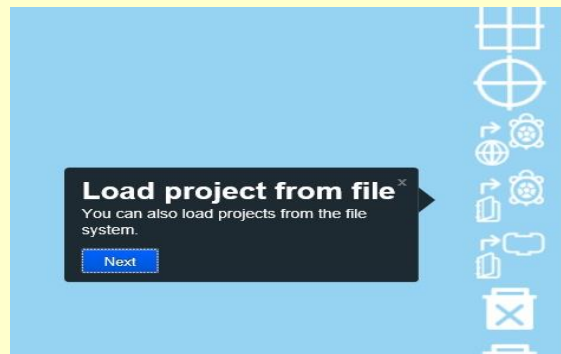 Load project from file
You can also load projects from the file
system.
Next